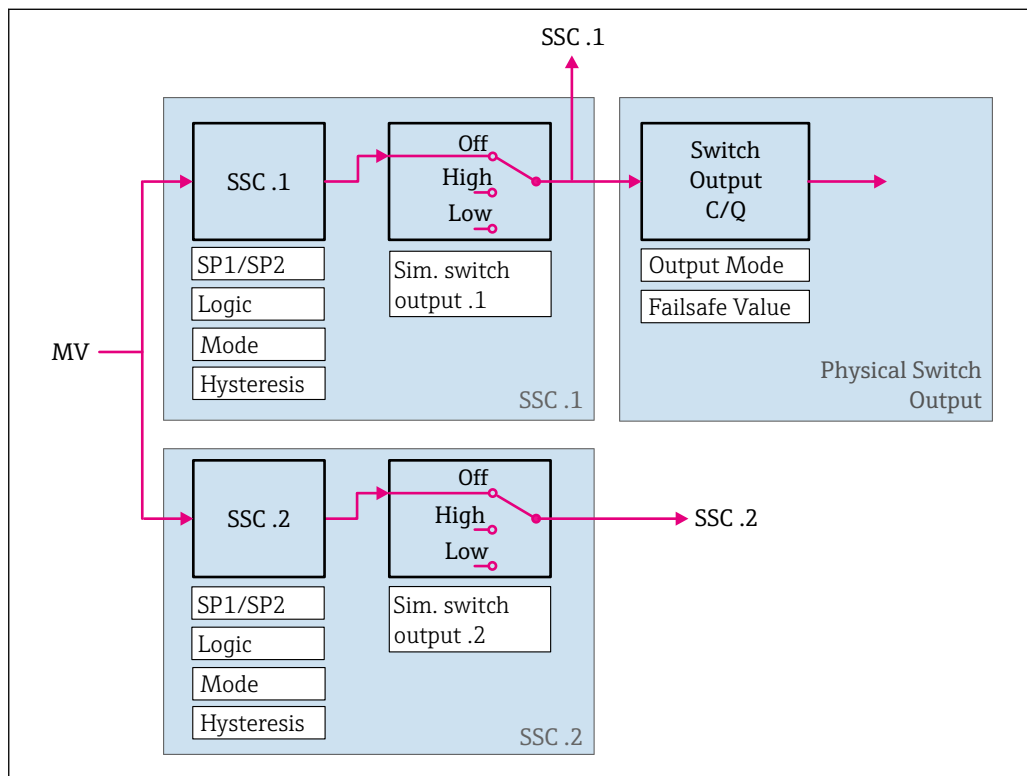 SSC .1
SSC .1
Off
High
Low
Switch
Output
C/Q
SP1/SP2
Logic
Mode
Hysteresis
Sim. switch
output .1
Output Mode
Failsafe Value
MV
SSC .1
Physical Switch
Output
SSC .2
Off
High
Low
SSC .2
SP1/SP2
Logic
Mode
Hysteresis
Sim. switch
output .2
SSC .2